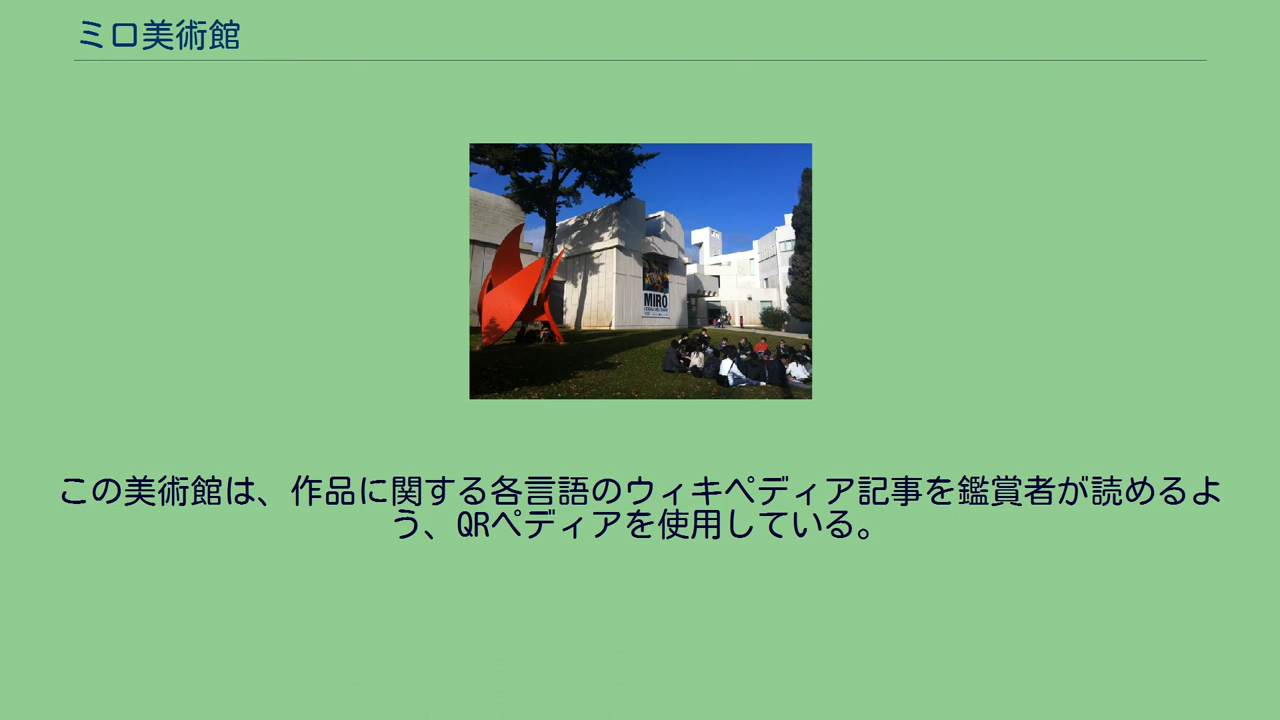 ミロ美術館
MIRÓ
この美術館は、作品に関する各言語のウィキペディア記事を鑑賞者が読めるよ
う、QRペディアを使用している。